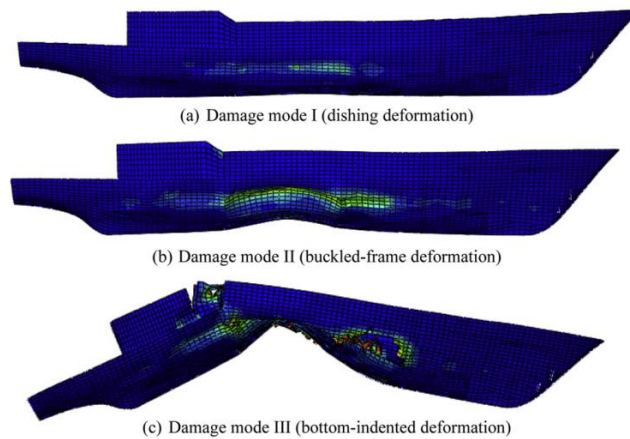 (a) Damage mode I (dishing deformation)
(b) Damage mode II (buckled-frame deformation)
(c) Damage mode III (bottom-indented deformation)